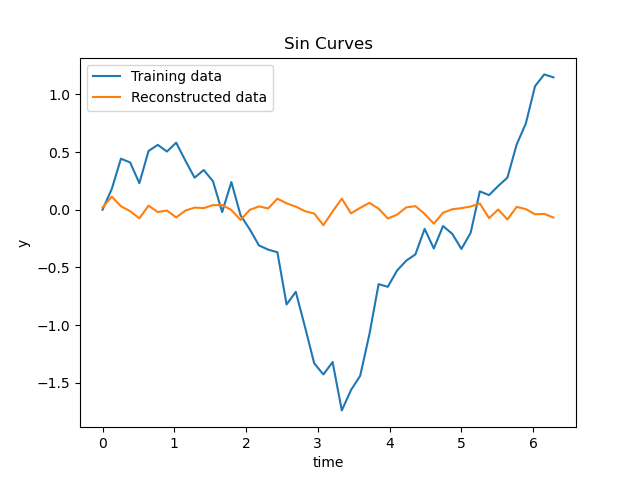 Sin Curves
Training data
Reconstructed data
1.0
0.5
0.0
−0.5
−1.0
−1.5
y
0 1 2 3 4 5 6
time